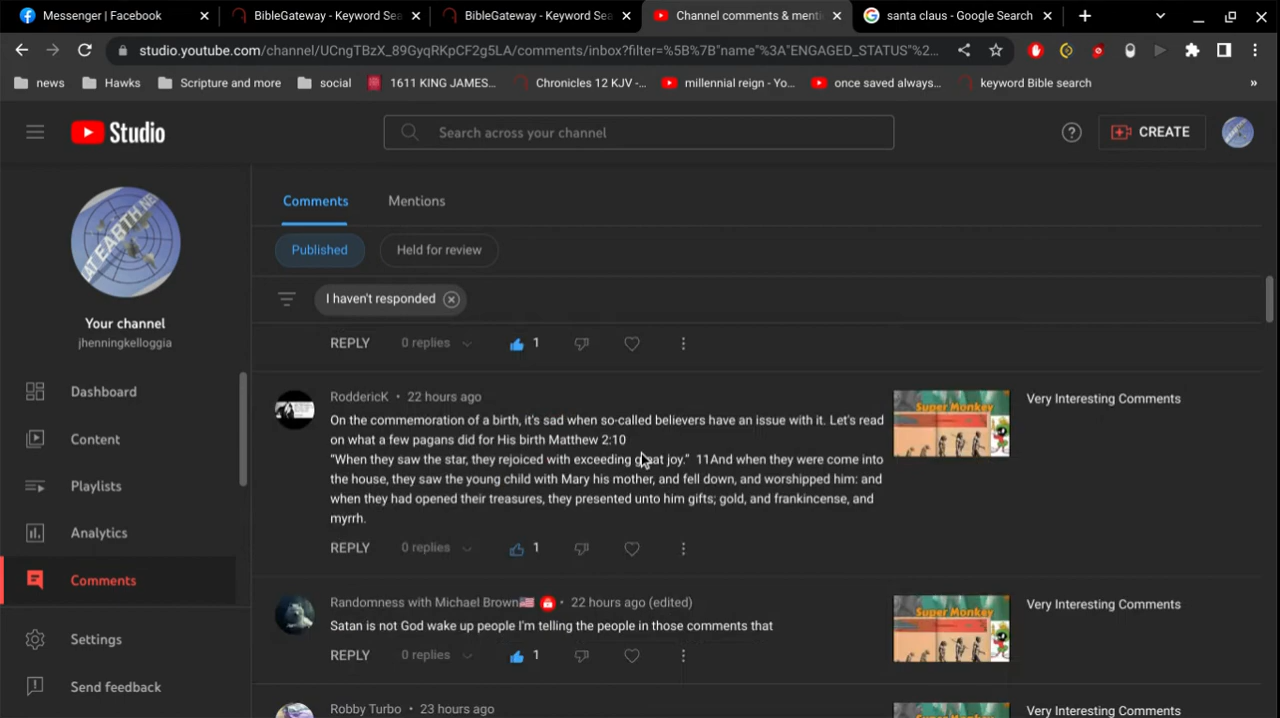 Messenger | Facebook
BibleGateway - Keyword Sea
BibleGateway - Keyword Sea
Channel comments & menti
santa claus - Google Search
studio.youtube.com/channel/UCngTBzX_89GyqRKpCF2g5LA/comments/inbox?filter=%5B%7B"name"%3A"ENGAGED_STATUS"%2C...
news
Hawks
Scripture and more
social
1611 KING JAMES...
Chronicles 12 KJV -...
millennial reign - Yo...
once saved always...
keyword Bible search
»
Studio
Search across your channel
CREATE
AT EARTH NE
Your channel
jhenningkelloggia
Dashboard
Content
Playlists
Analytics
Comments
Settings
Send feedback
Comments
Mentions
Published
Held for review
I haven't responded
REPLY 0 replies 1
RoddericK • 22 hours ago
On the commemoration of a birth, it's sad when so-called believers have an issue with it. Let's read
on what a few pagans did for His birth Matthew 2:10
“When they saw the star, they rejoiced with exceeding great joy.” 11And when they were come into
the house, they saw the young child with Mary his mother, and fell down, and worshipped him: and
when they had opened their treasures, they presented unto him gifts; gold, and frankincense, and
myrrh.
REPLY 0 replies 1
Super Monkey
Very Interesting Comments
Randomness with Michael Brown🇺🇸 • 22 hours ago (edited)
Satan is not God wake up people I'm telling the people in those comments that
REPLY 0 replies 1
Super Monkey
Very Interesting Comments
Robby Turbo • 23 hours ago
Super Monkey
Very Interesting Comments